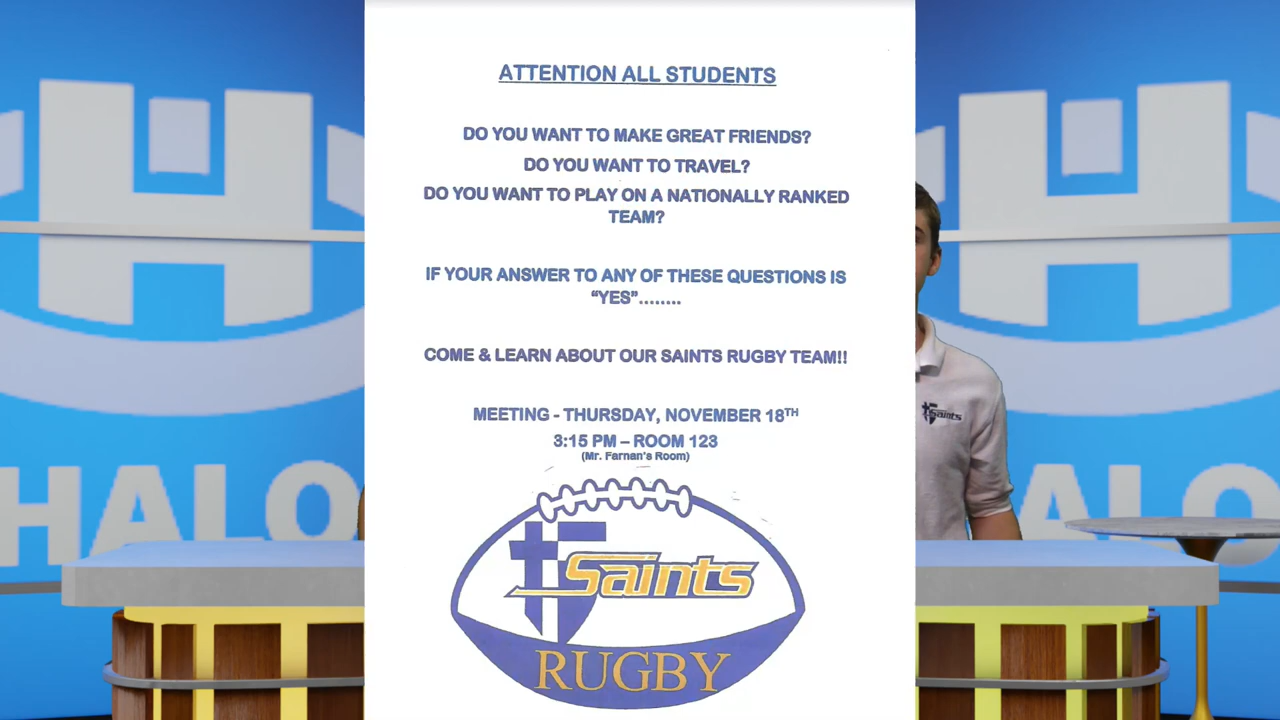 ATTENTION ALL STUDENTS
DO YOU WANT TO MAKE GREAT FRIENDS?
DO YOU WANT TO TRAVEL?
DO YOU WANT TO PLAY ON A NATIONALLY RANKED
TEAM?
IF YOUR ANSWER TO ANY OF THESE QUESTIONS IS
“YES”........
COME & LEARN ABOUT OUR SAINTS RUGBY TEAM!!
MEETING - THURSDAY, NOVEMBER 18TH
3:15 PM – ROOM 123
(Mr. Farnan's Room)
Saints
RUGBY
H
HALO
H
HALO
Saints